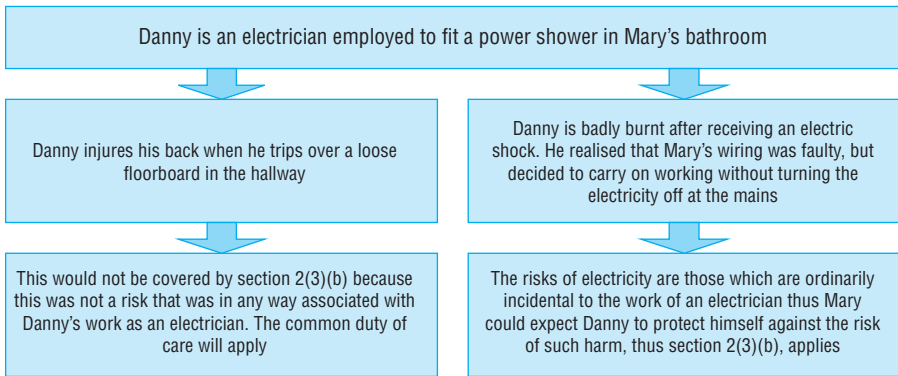 Danny is an electrician employed to fit a power shower in Mary's bathroom
Danny injures his back when he trips over a loose
floorboard in the hallway
Danny is badly burnt after receiving an electric
shock. He realised that Mary's wiring was faulty, but
decided to carry on working without turning the
electricity off at the mains
This would not be covered by section 2(3)(b) because
this was not a risk that was in any way associated with
Danny's work as an electrician. The common duty of
care will apply
The risks of electricity are those which are ordinarily
incidental to the work of an electrician thus Mary
could expect Danny to protect himself against the risk
of such harm, thus section 2(3)(b), applies